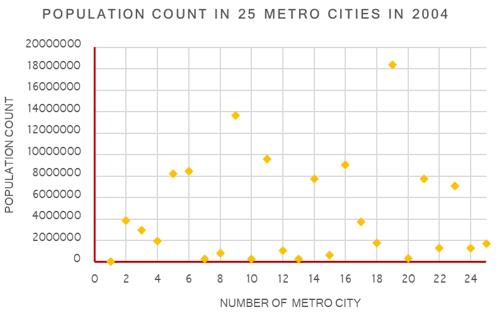 POPULATION COUNT IN 25 METRO CITIES IN 2004
POPULATION COUNT
20000000
18000000
16000000
14000000
12000000
10000000
8000000
6000000
4000000
2000000
0
0 2 4 6 8 10 12 14 16 18 20 22 24
NUMBER OF METRO CITY